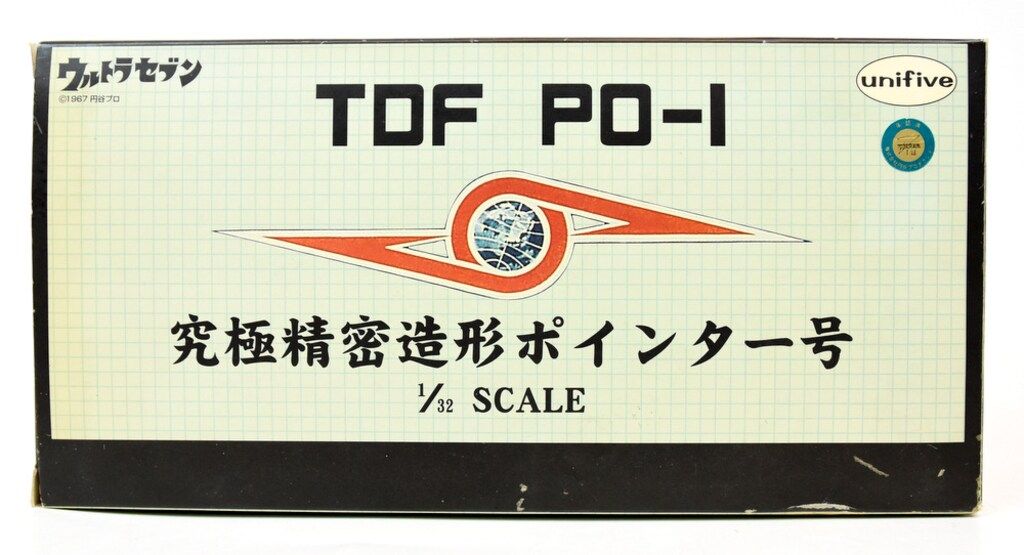 ウルトラセブン
©1967 円谷プロ
TDF PO-1
unifive
究極精密造形ポインター号
1/32 SCALE